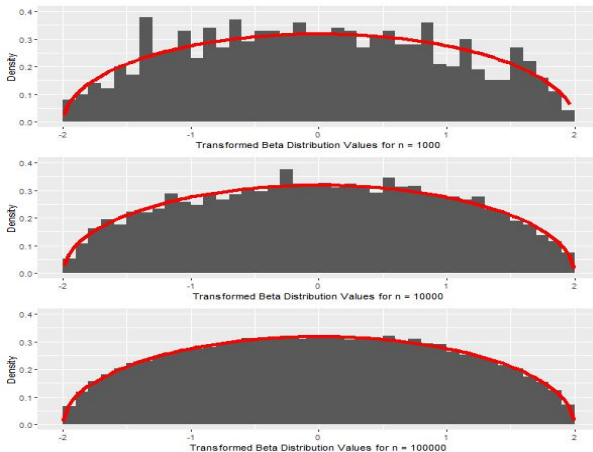 0.4
0.3
Density
0.2
0.1
0.0
-2 -1 0 1 2
Transformed Beta Distribution Values for n = 1000
0.4
0.3
Density
0.2
0.1
0.0
-2 -1 0 1 2
Transformed Beta Distribution Values for n = 10000
0.4
0.3
Density
0.2
0.1
0.0
-2 -1 0 1 2
Transformed Beta Distribution Values for n = 100000